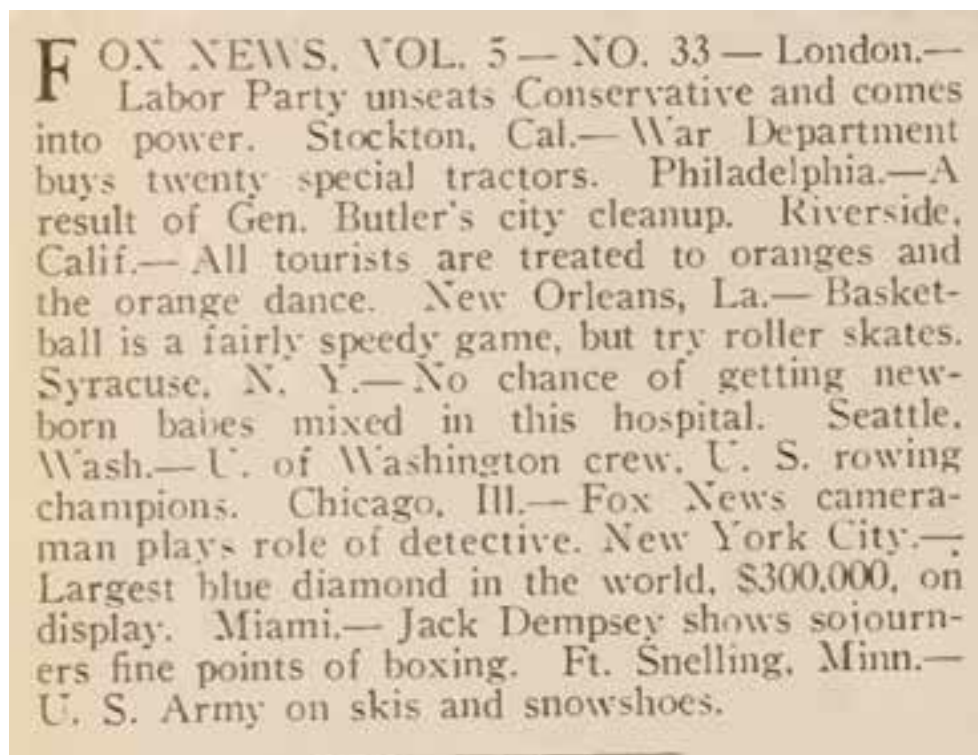 FOX NEWS, VOL. 5 — NO. 33 — London.—
Labor Party unseats Conservative and comes
into power. Stockton, Cal.— War Department
buys twenty special tractors. Philadelphia.—A
result of Gen. Butler's city cleanup. Riverside,
Calif.— All tourists are treated to oranges and
the orange dance. New Orleans, La.— Basket-
ball is a fairly speedy game, but try roller skates.
Syracuse, N. Y.— No chance of getting new-
born babes mixed in this hospital. Seattle,
Wash.— U. of Washington crew, U. S. rowing
champions. Chicago, Ill.— Fox News camera-
man plays role of detective. New York City.—
Largest blue diamond in the world, $300,000, on
display. Miami.— Jack Dempsey shows sojourn-
ers fine points of boxing. Ft. Snelling, Minn.—
U. S. Army on skis and snowshoes.